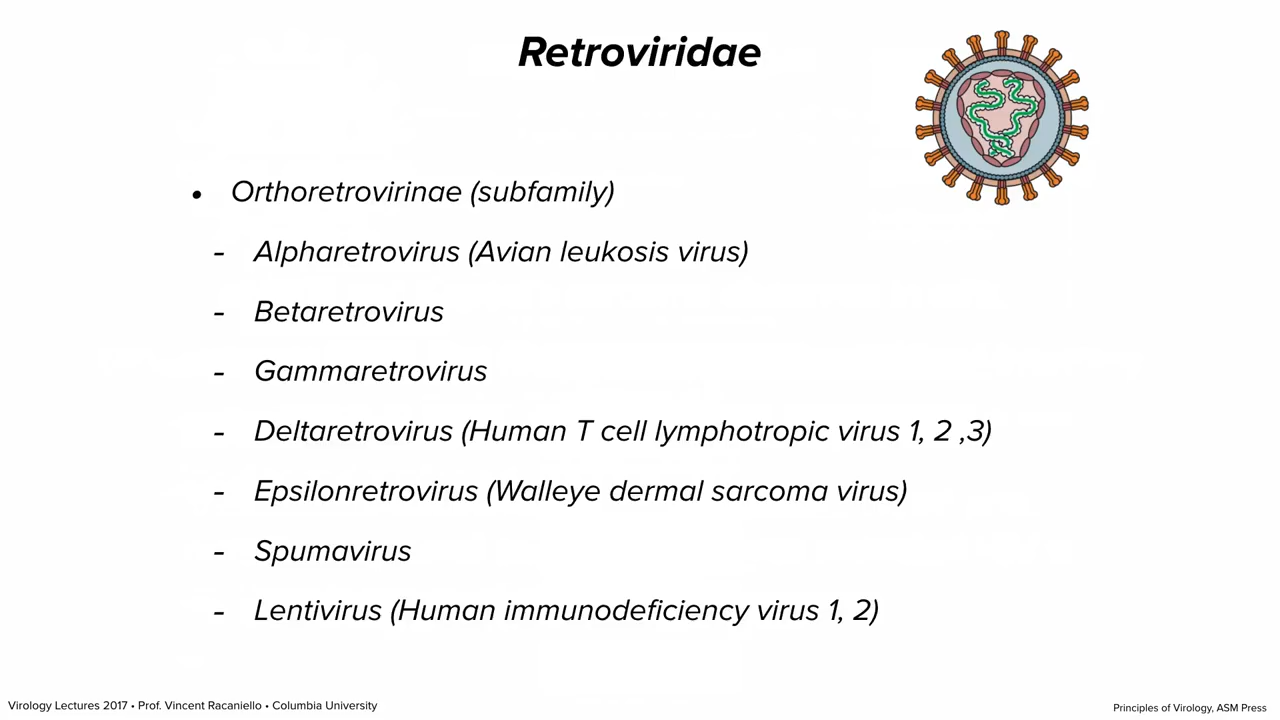 Retroviridae
• Orthoretrovirinae (subfamily)
- Alpharetrovirus (Avian leukosis virus)
- Betaretrovirus
- Gammaretrovirus
- Deltaretrovirus (Human T cell lymphotropic virus 1, 2 ,3)
- Epsilonretrovirus (Walleye dermal sarcoma virus)
- Spumavirus
- Lentivirus (Human immunodeficiency virus 1, 2)
Virology Lectures 2017 • Prof. Vincent Racaniello • Columbia University
Principles of Virology, ASM Press